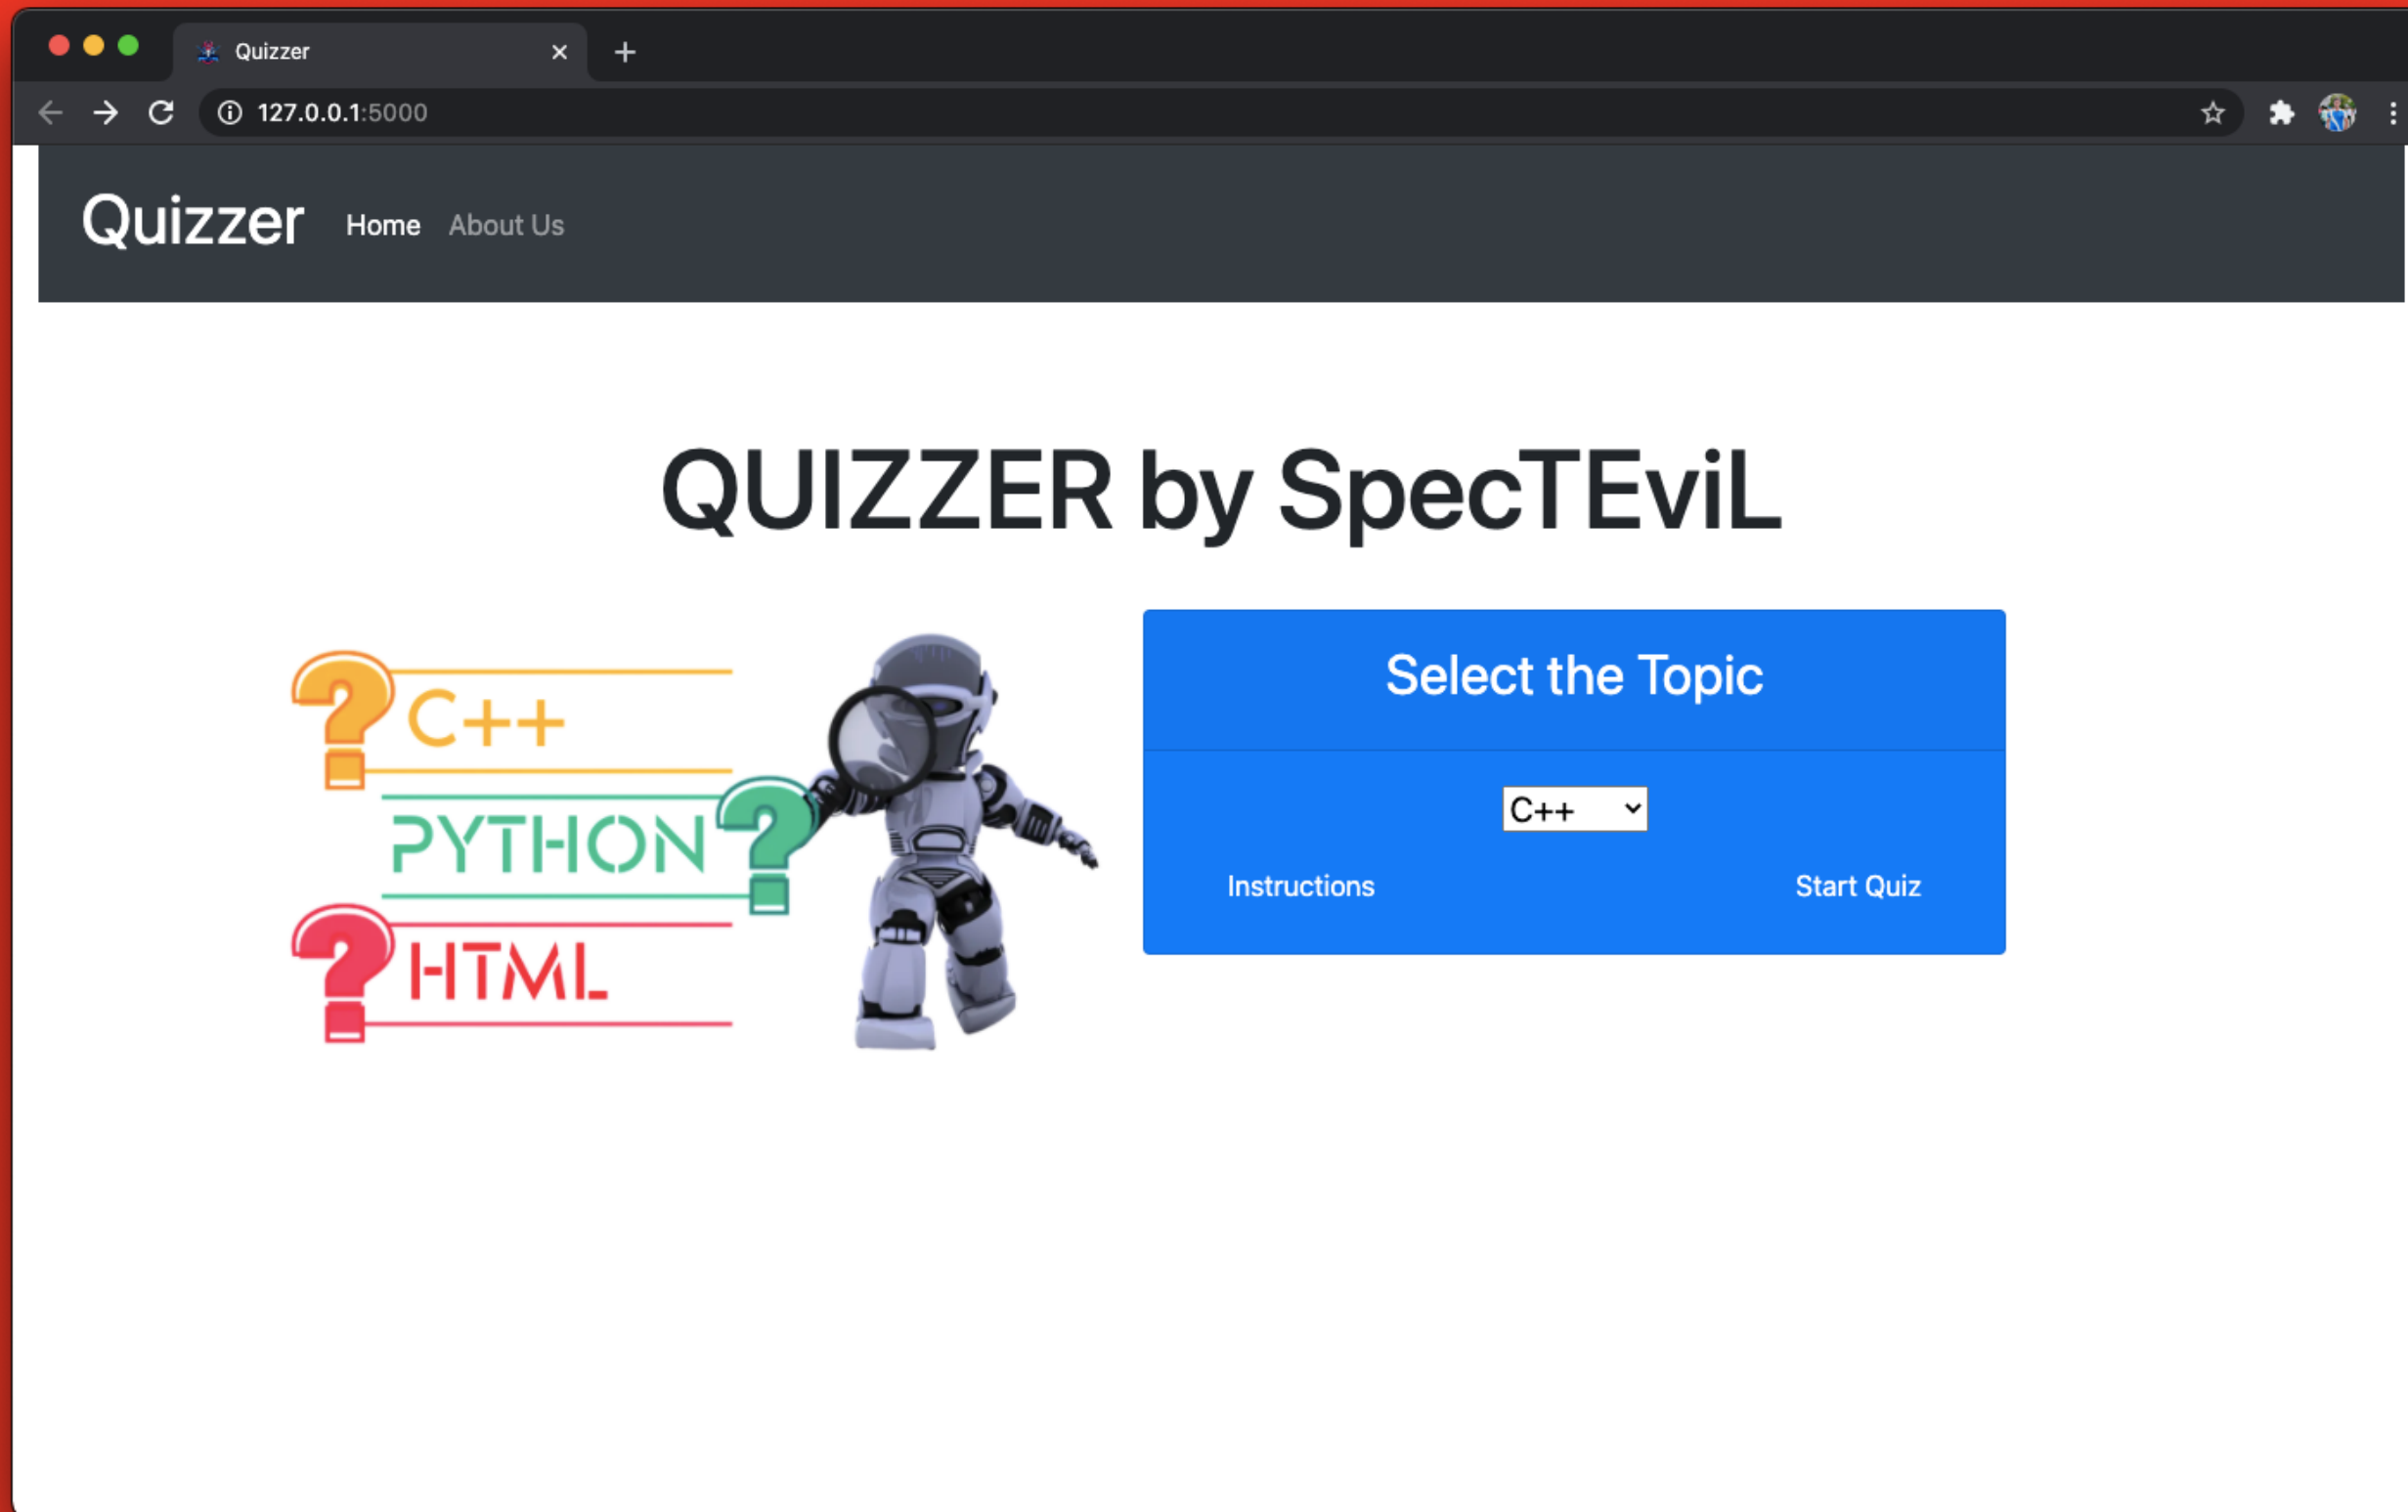 Quizzer
127.0.0.1:5000
Quizzer Home About Us
QUIZZER by SpecTEviL
C++
PYTHON
HTML
Select the Topic
C++
Instructions Start Quiz